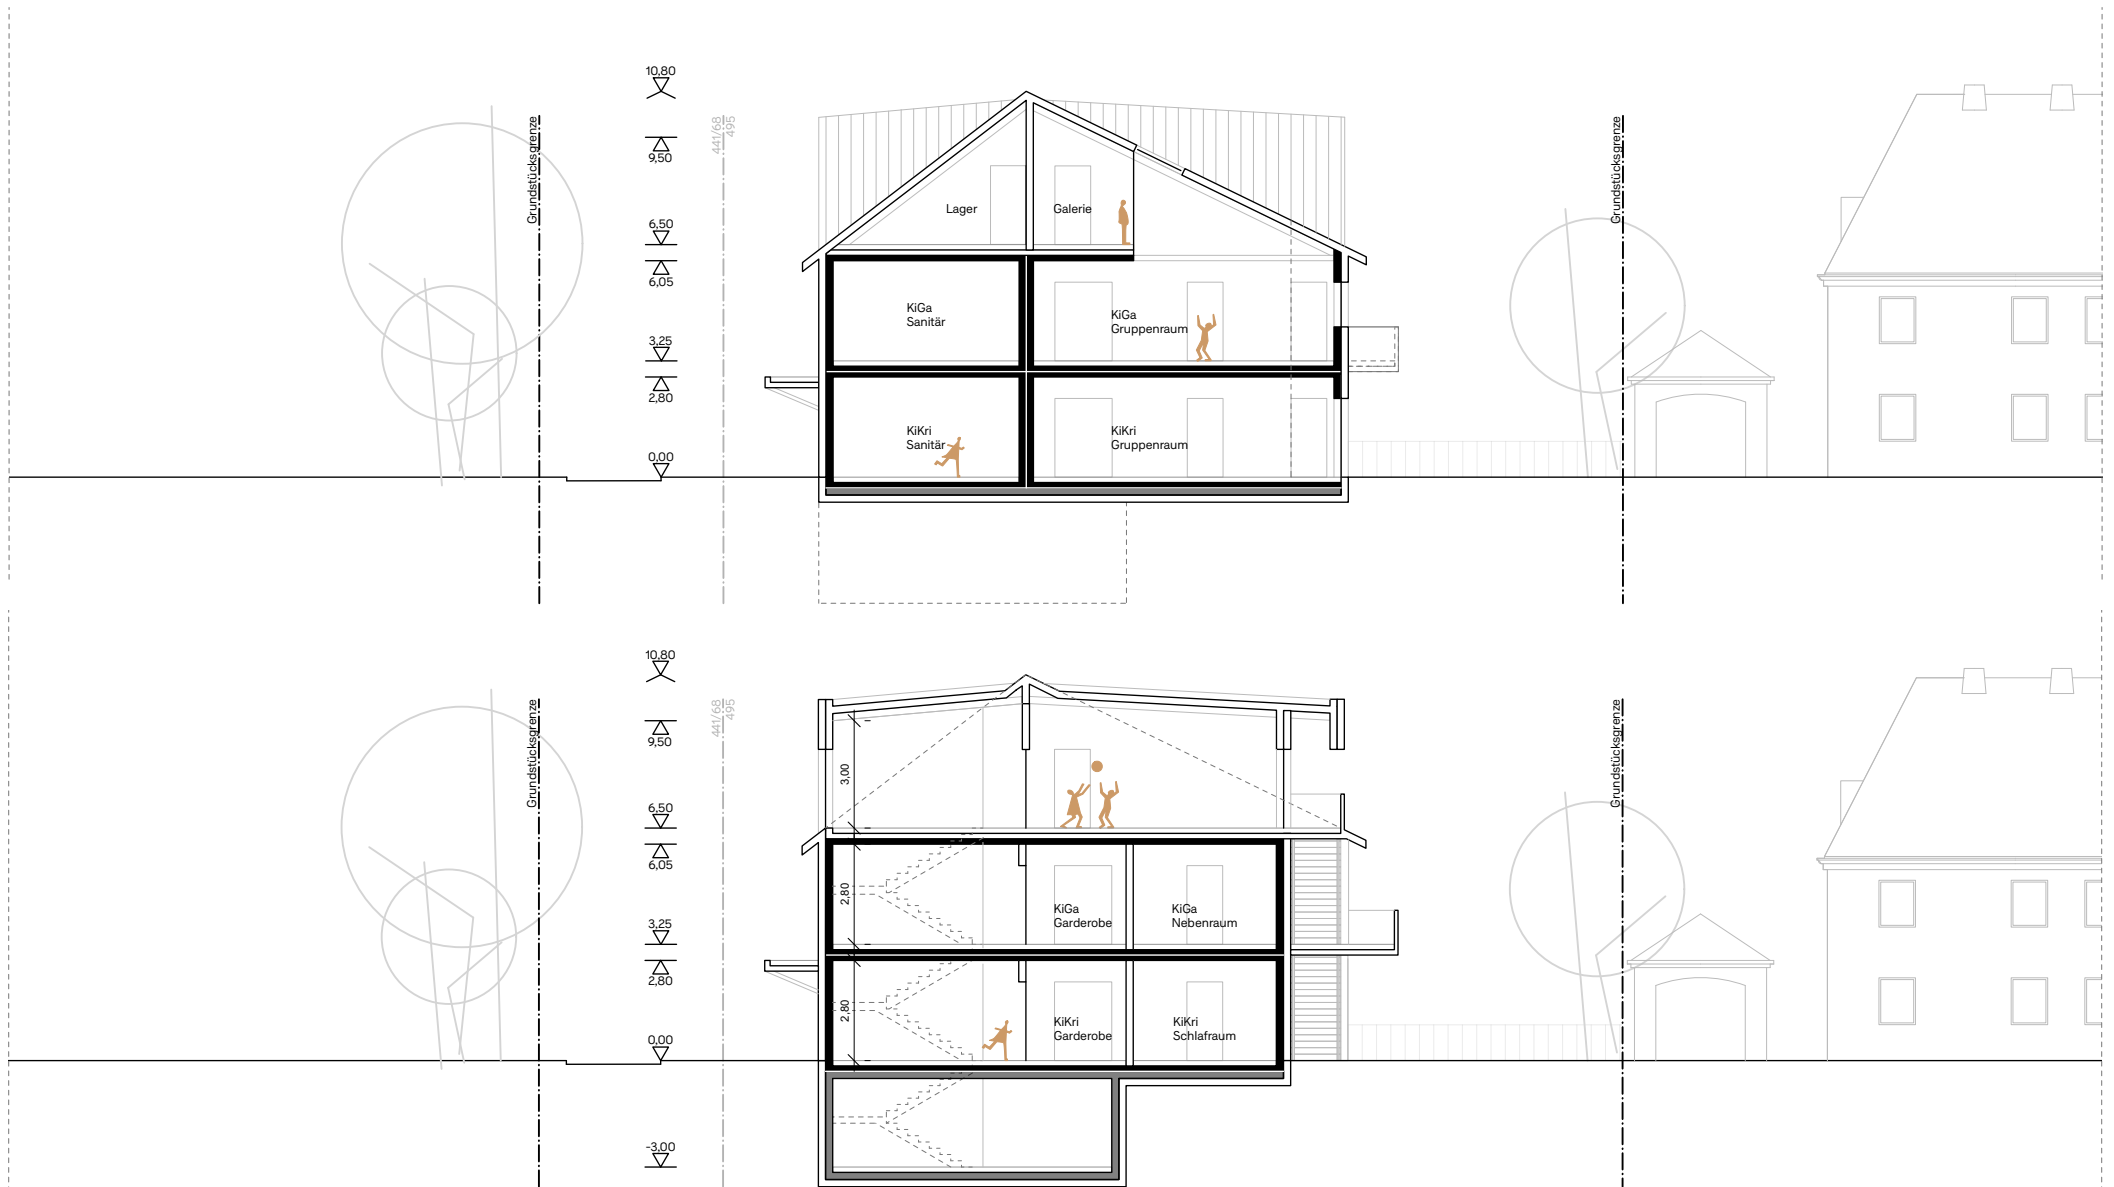 10,80
Grundstücksgrenze
441/68
495
Grundstücksgrenze
9,50
Lager
Galerie
6,50
6,05
KiGa
Sanitär
KiGa
Gruppenraum
3,25
2,80
KiKri
Sanitär
KiKri
Gruppenraum
0,00
10,80
Grundstücksgrenze
441/68
495
Grundstücksgrenze
9,50
3,00
6,50
6,05
2,80
KiGa
Garderobe
KiGa
Nebenraum
3,25
2,80
2,80
KiKri
Garderobe
KiKri
Schlafraum
0,00
-3,00